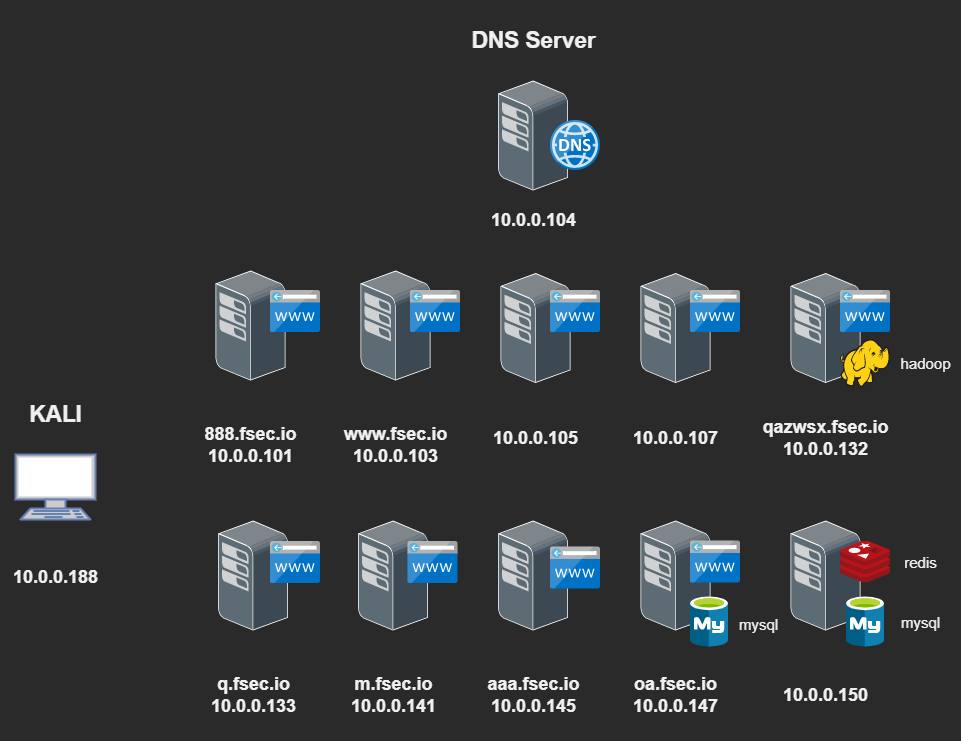 DNS Server
DNS
10.0.0.104
www
www
www
www
www
hadoop
888.fsec.io
10.0.0.101
www.fsec.io
10.0.0.103
10.0.0.105
10.0.0.107
qazwsx.fsec.io
10.0.0.132
KALI
10.0.0.188
www
www
www
www
redis
My
mysql
My
mysql
q.fsec.io
10.0.0.133
m.fsec.io
10.0.0.141
aaa.fsec.io
10.0.0.145
oa.fsec.io
10.0.0.147
10.0.0.150